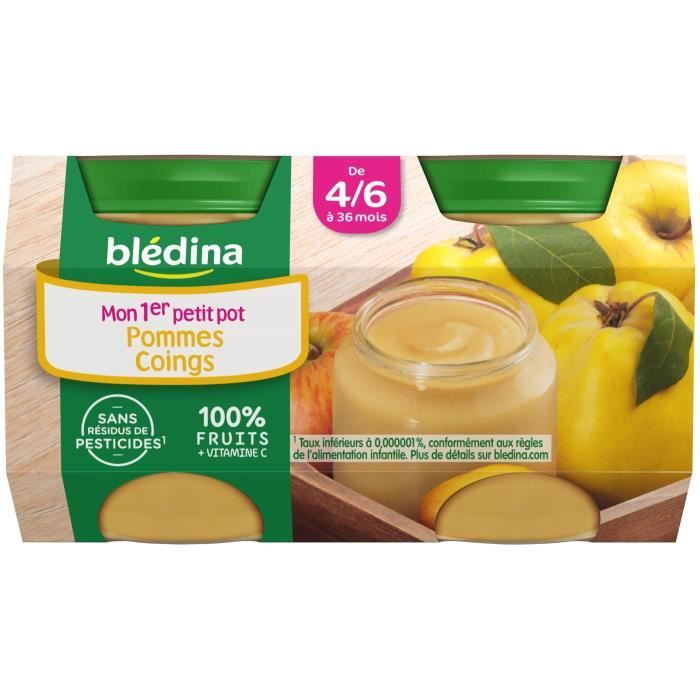 De
4/6
à 36 mois
blédina
Mon 1er petit pot
Pommes
Coings
SANS
RÉSIDUS DE
PESTICIDES¹
100%
FRUITS
+ VITAMINE C
¹ Taux inférieurs à 0,000001%, conformément aux règles
de l'alimentation infantile. Plus de détails sur bledina.com